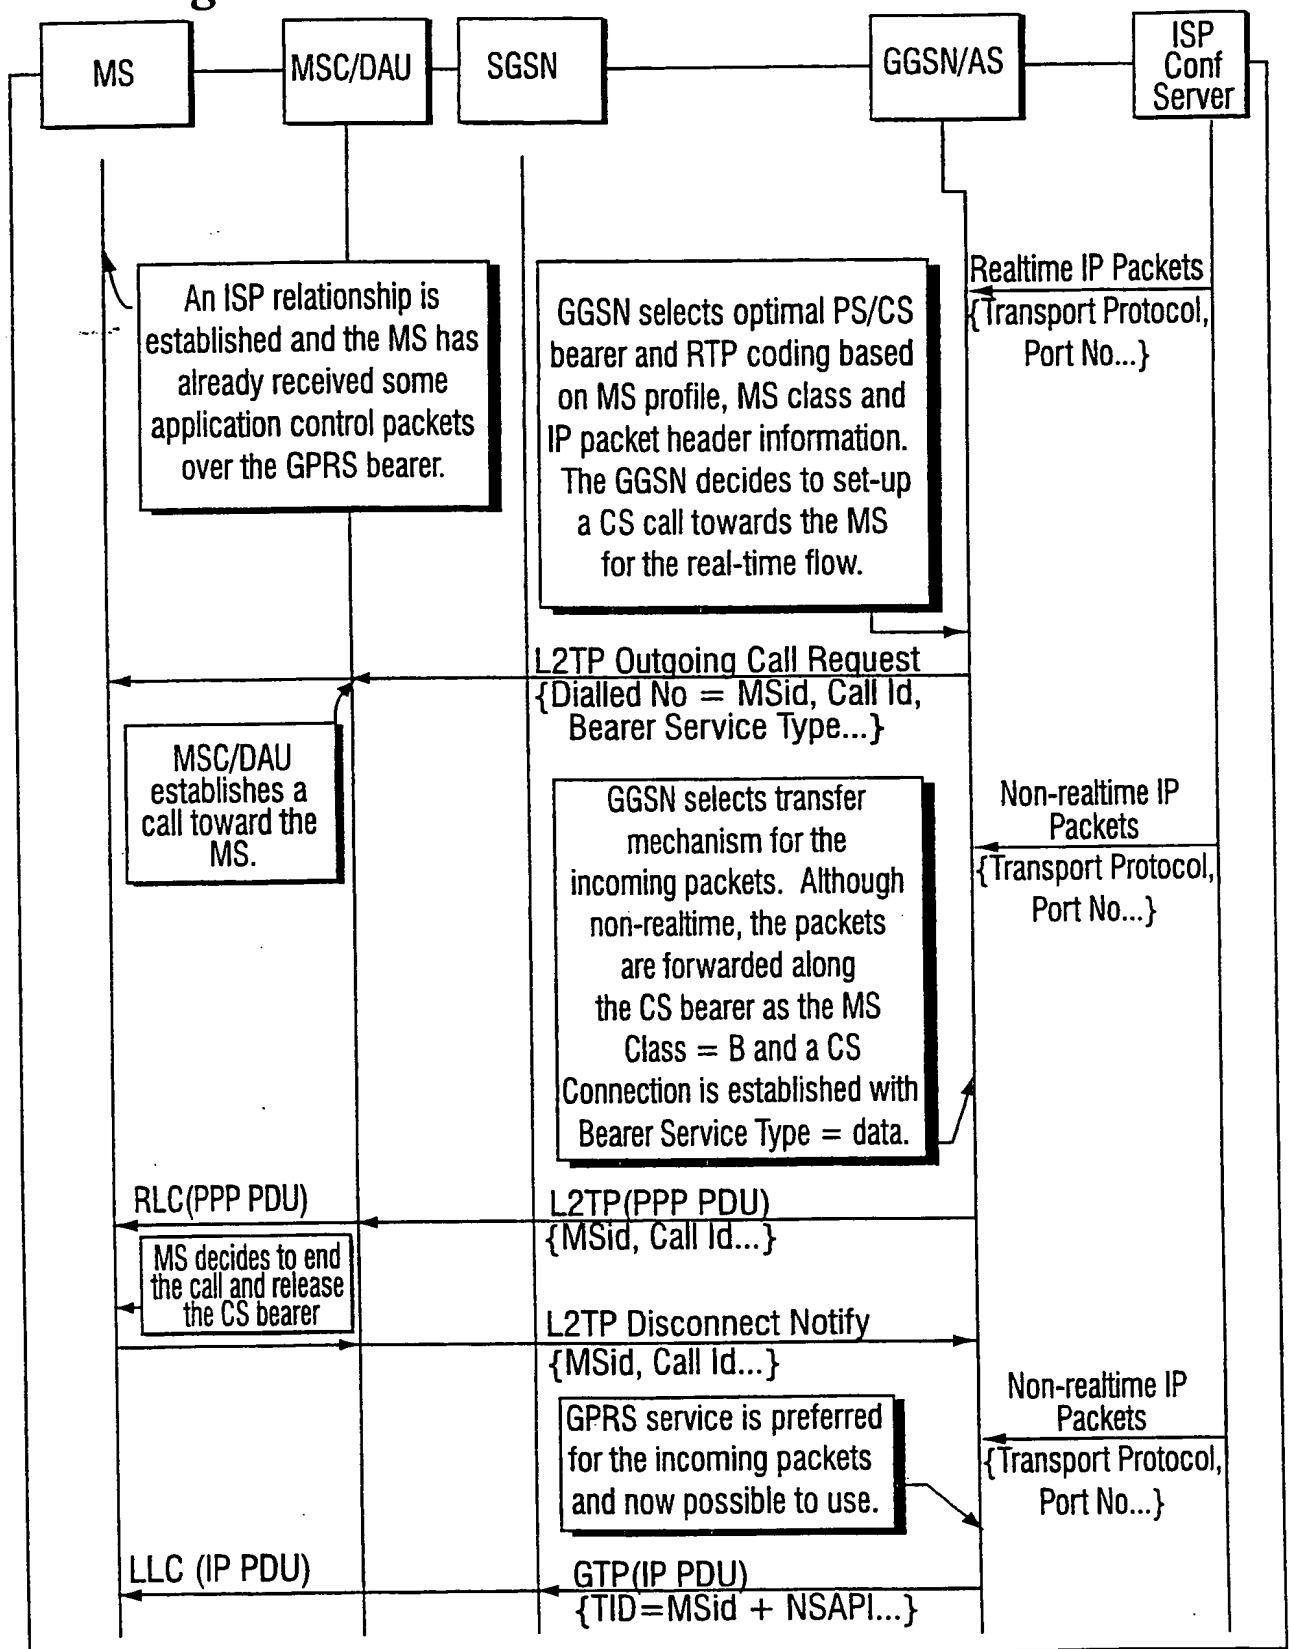 MS
MSC/DAU
SGSN
GGSN/AS
ISP
Conf
Server
An ISP relationship is
established and the MS has
already received some
application control packets
over the GPRS bearer.
GGSN selects optimal PS/CS
bearer and RTP coding based
on MS profile, MS class and
IP packet header information.
The GGSN decides to set-up
a CS call towards the MS
for the real-time flow.
Realtime IP Packets
{Transport Protocol,
Port No...}
L2TP Outgoing Call Request
{Dialled No = MSid, Call Id,
Bearer Service Type...}
MSC/DAU
establishes a
call toward the
MS.
GGSN selects transfer
mechanism for the
incoming packets. Although
non-realtime, the packets
are forwarded along
the CS bearer as the MS
Class = B and a CS
Connection is established with
Bearer Service Type = data.
Non-realtime IP
Packets
{Transport Protocol,
Port No...}
RLC(PPP PDU)
L2TP(PPP PDU)
{MSid, Call Id...}
MS decides to end
the call and release
the CS bearer
L2TP Disconnect Notify
{MSid, Call Id...}
GPRS service is preferred
for the incoming packets
and now possible to use.
Non-realtime IP
Packets
{Transport Protocol,
Port No...}
LLC (IP PDU)
GTP(IP PDU)
{TID=MSid + NSAPI...}